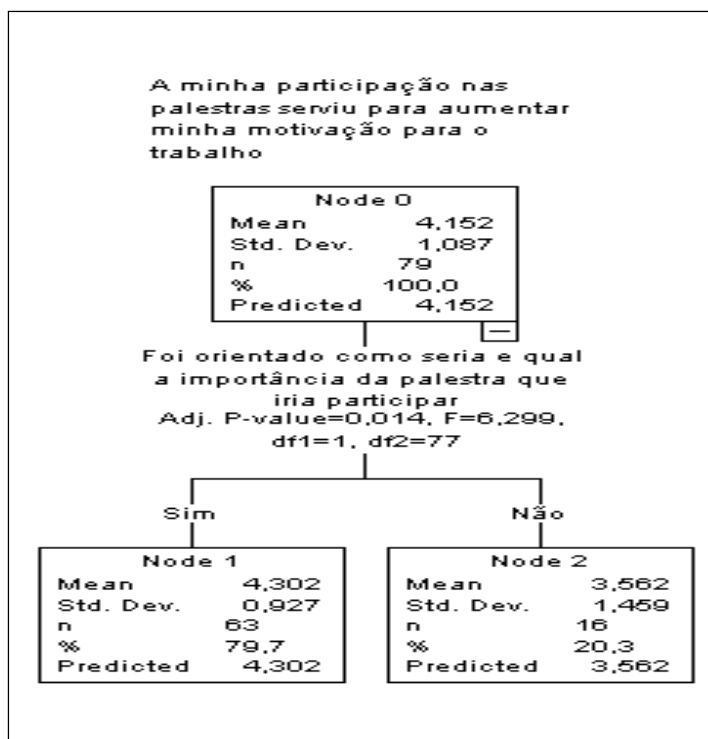 A minha participação nas
palestras serviu para aumentar
minha motivação para o
trabalho
Node 0
Mean 4,152
Std. Dev. 1,087
n 79
% 100,0
Predicted 4,152
Foi orientado como seria e qual
a importância da palestra que
iria participar
Adj. P-value=0,014, F=6,299,
df1=1, df2=77
Sim
Não
Node 1
Mean 4,302
Std. Dev. 0,927
n 63
% 79,7
Predicted 4,302
Node 2
Mean 3,562
Std. Dev. 1,459
n 16
% 20,3
Predicted 3,562